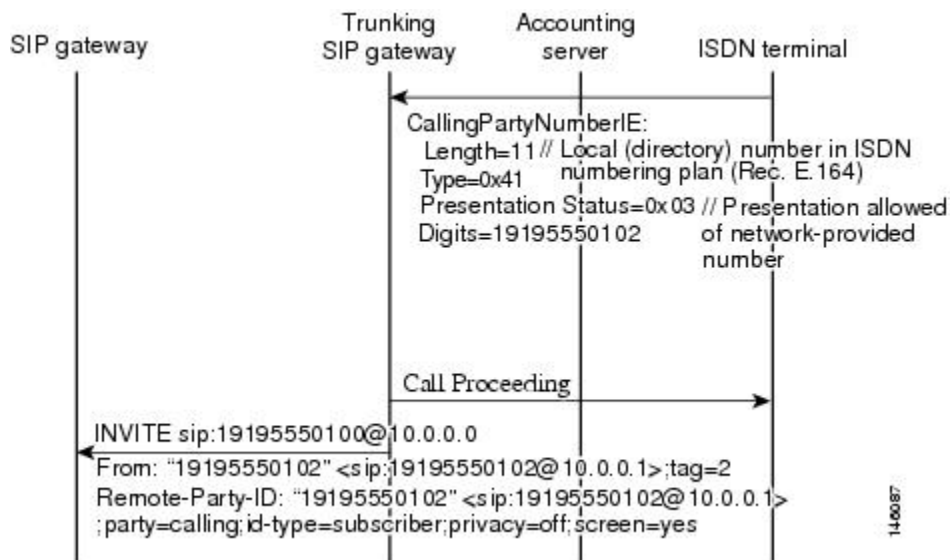 SIP gateway
Trunking
SIP gateway
Accounting
server
ISDN terminal
CallingPartyNumberIE:
Length=11 // Local (directory) number in ISDN
Type=0x41 numbering plan (Rec. E.164)
Presentation Status=0x03 // Presentation allowed
Digits=19195550102 of network-provided
number
Call Proceeding
INVITE sip:19195550100@10.0.0.0
From: “19195550102” <sip:19195550102@10.0.0.1>;tag=2
Remote-Party-ID: “19195550102” <sip:19195550102@10.0.0.1>
;party=calling;id-type=subscriber;privacy=off;screen=yes
146087